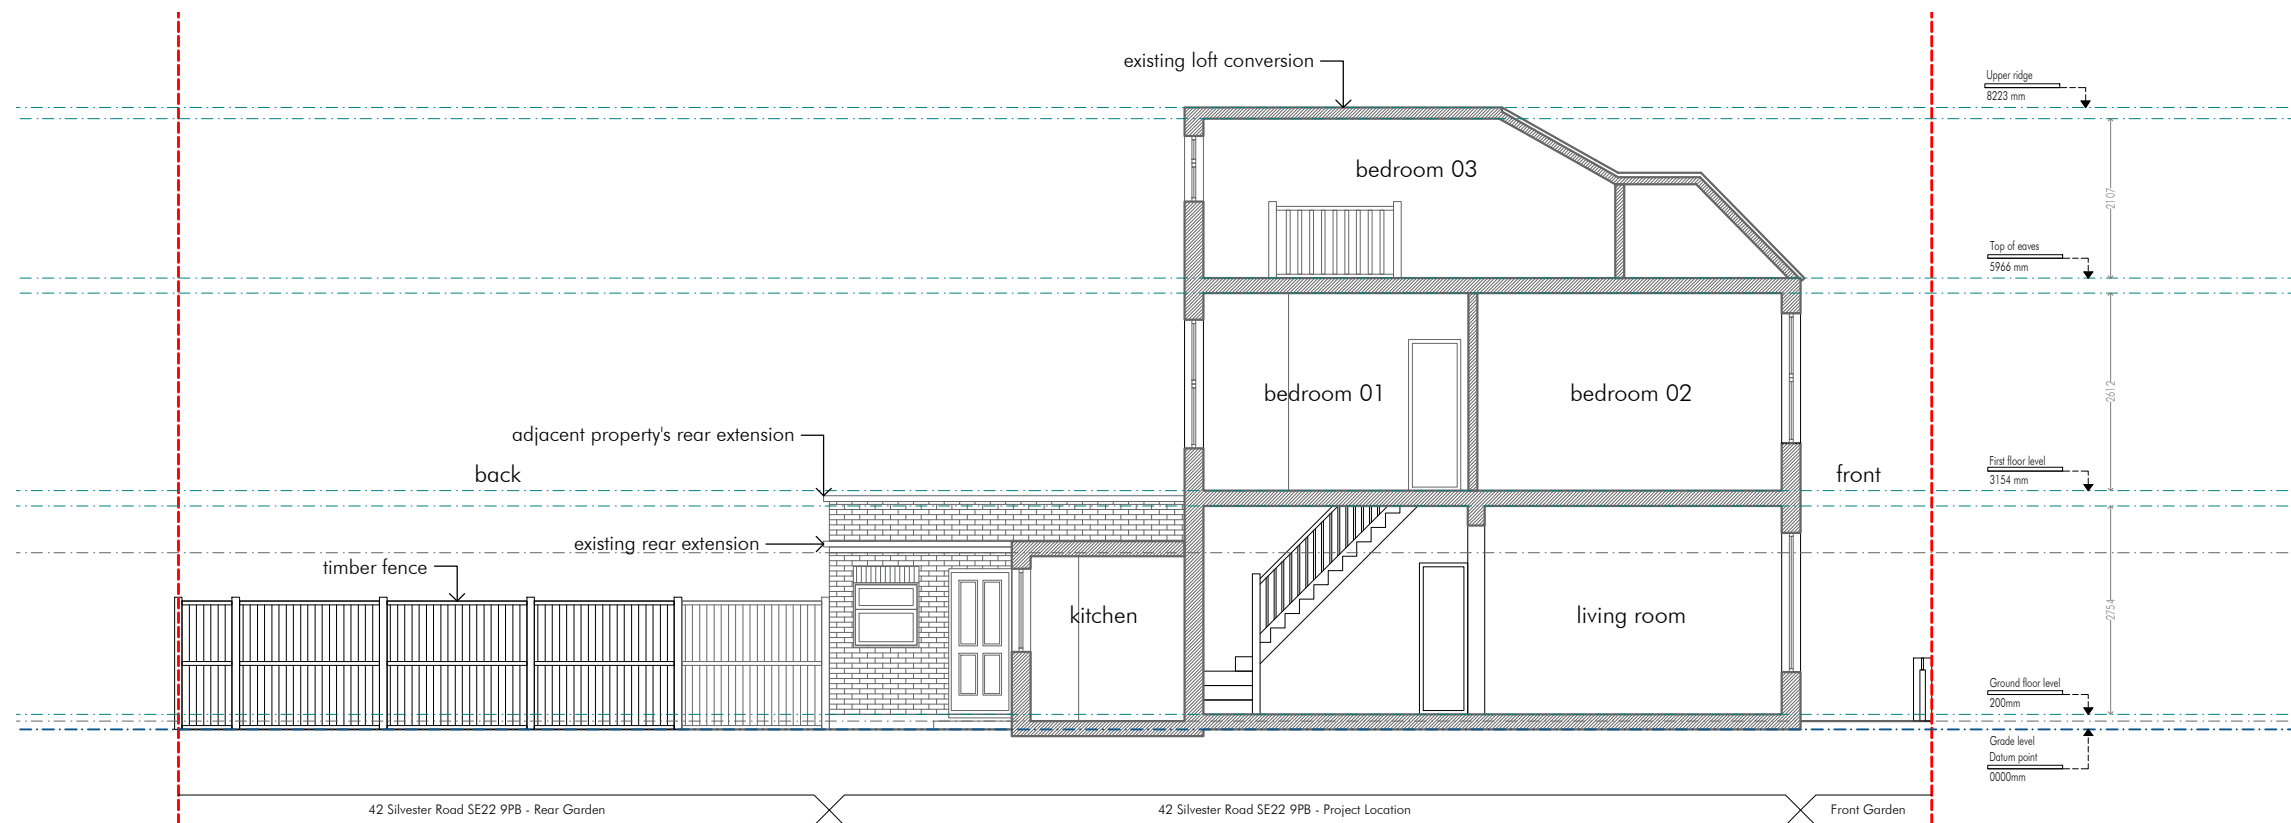 existing loft conversion
Upper ridge
8223 mm
bedroom 03
2107
Top of eaves
5966 mm
bedroom 01
bedroom 02
2612
adjacent property's rear extension
back
front
First floor level
3154 mm
existing rear extension
timber fence
kitchen
living room
2754
Ground floor level
200mm
Grade level
Datum point
0000mm
42 Silvester Road SE22 9PB - Rear Garden
42 Silvester Road SE22 9PB - Project Location
Front Garden